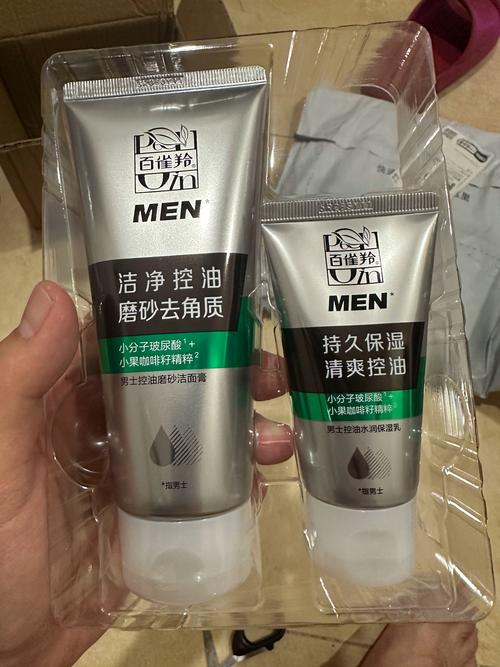 百雀羚
MEN*
洁净控油
磨砂去角质
小分子玻尿酸1+
小果咖啡籽精粹2
男士控油磨砂洁面膏
*指男士
百雀羚
MEN*
持久保湿
清爽控油
小分子玻尿酸1+
小果咖啡籽精粹2
男士控油水润保湿乳
*指男士